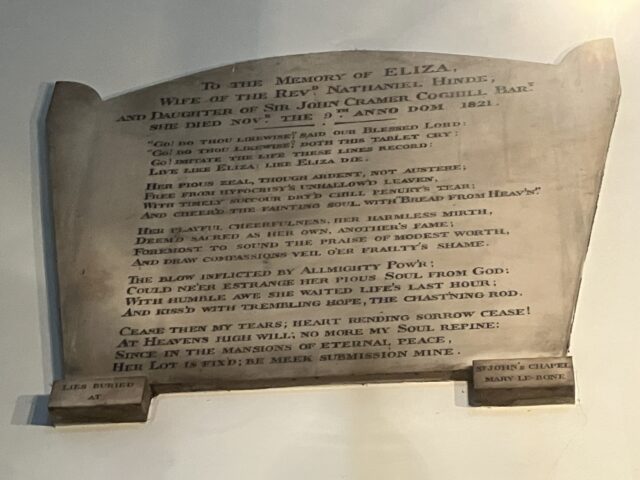 To the Memory of ELIZA,
Wife of the Revᴰ. Nathaniel Hinde,
and Daughter of Sir John Cramer Coghill Barᵗ.
She died Novʳ. the 9ᵗʰ. Anno Dom 1821.
"Go! do thou likewise," said our Blessed Lord:
"Go! do thou likewise," doth this tablet cry:
Go! imitate the life these lines record:
Live like Eliza: like Eliza die.
Her pious zeal, though ardent, not austere;
Free from hypocrisy's unhallow'd leaven,
With timely succour dry'd chill penury's tear;
And cheer'd the fainting soul with "Bread from Heav'n".
Her playful cheerfulness, her harmless mirth,
Deem'd sacred as her own, another's fame;
Foremost to sound the praise of modest worth,
And draw compassions veil o'er frailty's shame.
The blow inflicted by Allmighty Pow'r;
Could ne'er estrange her pious Soul from God:
With humble awe she waited life's last hour;
And kiss'd with trembling hope, the chast'ning rod.
Cease then my tears; heart rending sorrow cease!
At Heavens high will, no more my Soul repine:
Since in the mansions of eternal peace,
Her Lot is fix'd; be meek submission mine.
Lies buried
at
St John's Chapel
Mary le-bone